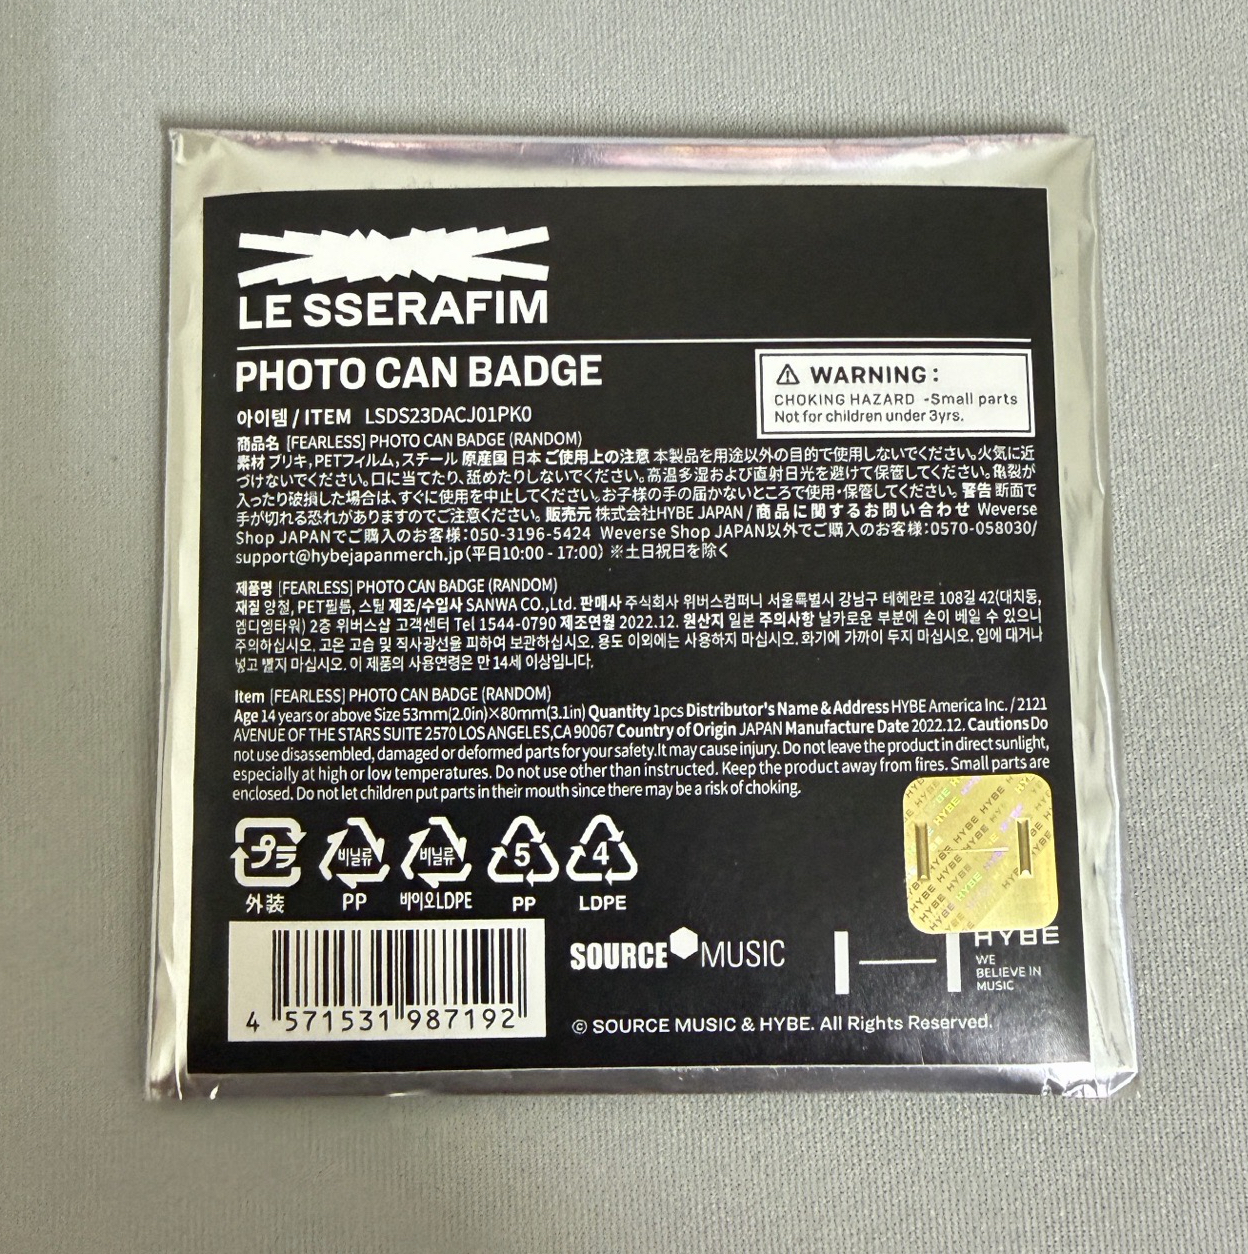 LE SSERAFIM
PHOTO CAN BADGE
⚠ WARNING:
CHOKING HAZARD -Small parts
Not for children under 3yrs.
아이템 / ITEM LSDS23DACJ01PK0
商品名 [FEARLESS] PHOTO CAN BADGE (RANDOM)
素材 ブリキ,PETフィルム,スチール 原産国 日本 ご使用上の注意 本製品を用途以外の目的で使用しないでください。火気に近
づけないでください。口に当てたり、舐めたりしないでください。高温多湿および直射日光を避けて保管してください。亀裂が
入ったり破損した場合は、すぐに使用を中止してください。お子様の手の届かないところで使用・保管してください。 警告 断面で
手が切れる恐れがありますのでご注意ください。 販売元 株式会社HYBE JAPAN / 商品に関するお問い合わせ Weverse
Shop JAPANでご購入のお客様:050-3196-5424 Weverse Shop JAPAN以外でご購入のお客様:0570-058030/
support@hybejapanmerch.jp(平日10:00 - 17:00) ※土日祝日を除く
제품명 [FEARLESS] PHOTO CAN BADGE (RANDOM)
재질 양철, PET필름, 스틸 제조/수입사 SANWA CO.,Ltd. 판매사 주식회사 위버스컴퍼니 서울특별시 강남구 테헤란로 108길 42(대치동,
엠디엠타워) 2층 위버스샵 고객센터 Tel 1544-0790 제조연월 2022.12. 원산지 일본 주의사항 날카로운 부분에 손이 베일 수 있으니
주의하십시오. 고온 고습 및 직사광선을 피하여 보관하십시오. 용도 이외에는 사용하지 마십시오. 화기에 가까이 두지 마십시오. 입에 대거나
넣고 빨지 마십시오. 이 제품의 사용연령은 만 14세 이상입니다.
Item [FEARLESS] PHOTO CAN BADGE (RANDOM)
Age 14 years or above Size 53mm(2.0in)×80mm(3.1in) Quantity 1pcs Distributor's Name & Address HYBE America Inc. / 2121
AVENUE OF THE STARS SUITE 2570 LOS ANGELES,CA 90067 Country of Origin JAPAN Manufacture Date 2022.12. Cautions Do
not use disassembled, damaged or deformed parts for your safety. It may cause injury. Do not leave the product in direct sunlight,
especially at high or low temperatures. Do not use other than instructed. Keep the product away from fires. Small parts are
enclosed. Do not let children put parts in their mouth since there may be a risk of choking.
プラ 비닐류 비닐류 5 4
外装 PP 바이오LDPE PP LDPE
SOURCE MUSIC
HYBE
WE
BELIEVE IN
MUSIC
4 571531 987192
© SOURCE MUSIC & HYBE. All Rights Reserved.